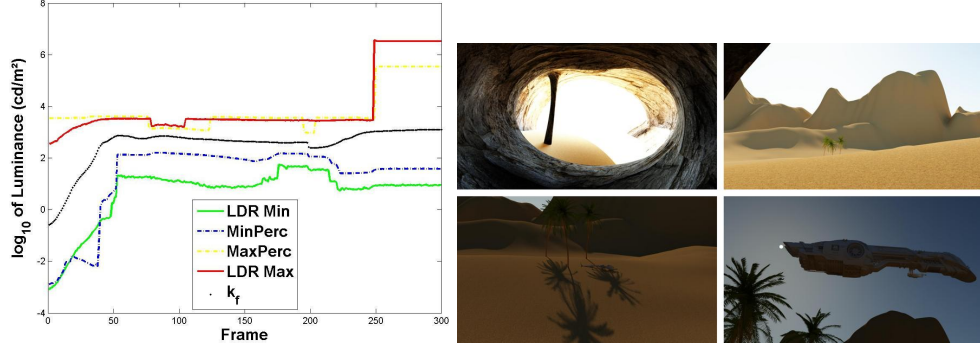 8
6
4
2
0
−2
−4
log10 of Luminance (cd/m²)
LDR Min
MinPerc
MaxPerc
LDR Max
kf
0 50 100 150 200 250 300
Frame